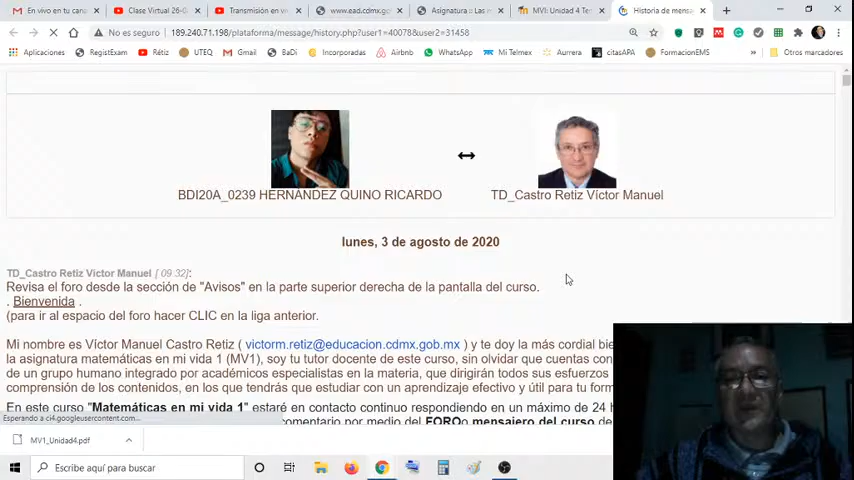 En vivo en tu cana
Clase Virtual 26-0
Transmisión en v
www.ead.cdmx.go
Asignatura :: Las m
MVI: Unidad 4 Te
Historia de mensa
No es seguro | 189.240.71.198/plataforma/message/history.php?user1=40078&user2=31458
Aplicaciones RegistExam Rétiz UTEQ Gmail BaDi Incorporadas Airbnb WhatsApp Mi Telmex Aurrera citasAPA FormacionEMS Otros marcadores
BDI20A_0239 HERNANDEZ QUINO RICARDO
TD_Castro Retiz Víctor Manuel
lunes, 3 de agosto de 2020
TD_Castro Retiz Víctor Manuel [ 09:32]:
Revisa el foro desde la sección de "Avisos" en la parte superior derecha de la pantalla del curso.
. Bienvenida .
(para ir al espacio del foro hacer CLIC en la liga anterior.
Mi nombre es Víctor Manuel Castro Retiz ( victorm.retiz@educacion.cdmx.gob.mx ) y te doy la más cordial bie
la asignatura matemáticas en mi vida 1 (MV1), soy tu tutor docente de este curso, sin olvidar que cuentas con
de un grupo humano integrado por académicos especialistas en la materia, que dirigirán todos sus esfuerzos
comprensión de los contenidos, en los que tendrás que estudiar con un aprendizaje efectivo y útil para tu form
En este curso "Matemáticas en mi vida 1" estaré en contacto continuo respondiendo en un máximo de 24 h
comentario por medio del FOROo mensajero del curso de
Esperando a ci4.googleusercontent.com...
MV1_Unidad4.pdf
Escribe aquí para buscar